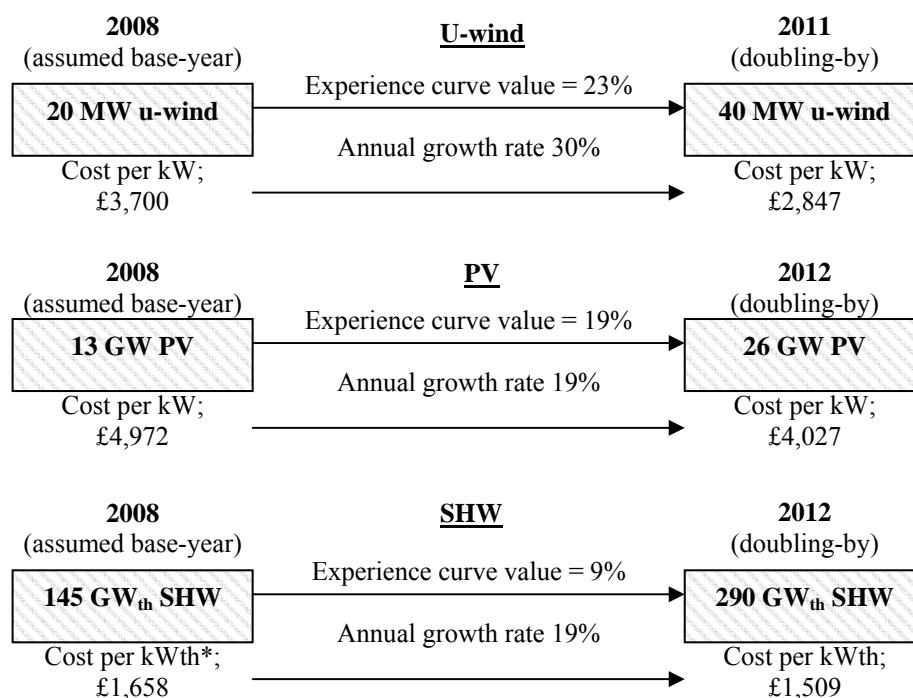 2008
(assumed base-year)
U-wind
2011
(doubling-by)
20 MW u-wind
Experience curve value = 23%
Annual growth rate 30%
40 MW u-wind
Cost per kW;
£3,700
Cost per kW;
£2,847
2008
(assumed base-year)
PV
2012
(doubling-by)
13 GW PV
Experience curve value = 19%
Annual growth rate 19%
26 GW PV
Cost per kW;
£4,972
Cost per kW;
£4,027
2008
(assumed base-year)
SHW
2012
(doubling-by)
145 GWth SHW
Experience curve value = 9%
Annual growth rate 19%
290 GWth SHW
Cost per kWth*;
£1,658
Cost per kWth;
£1,509